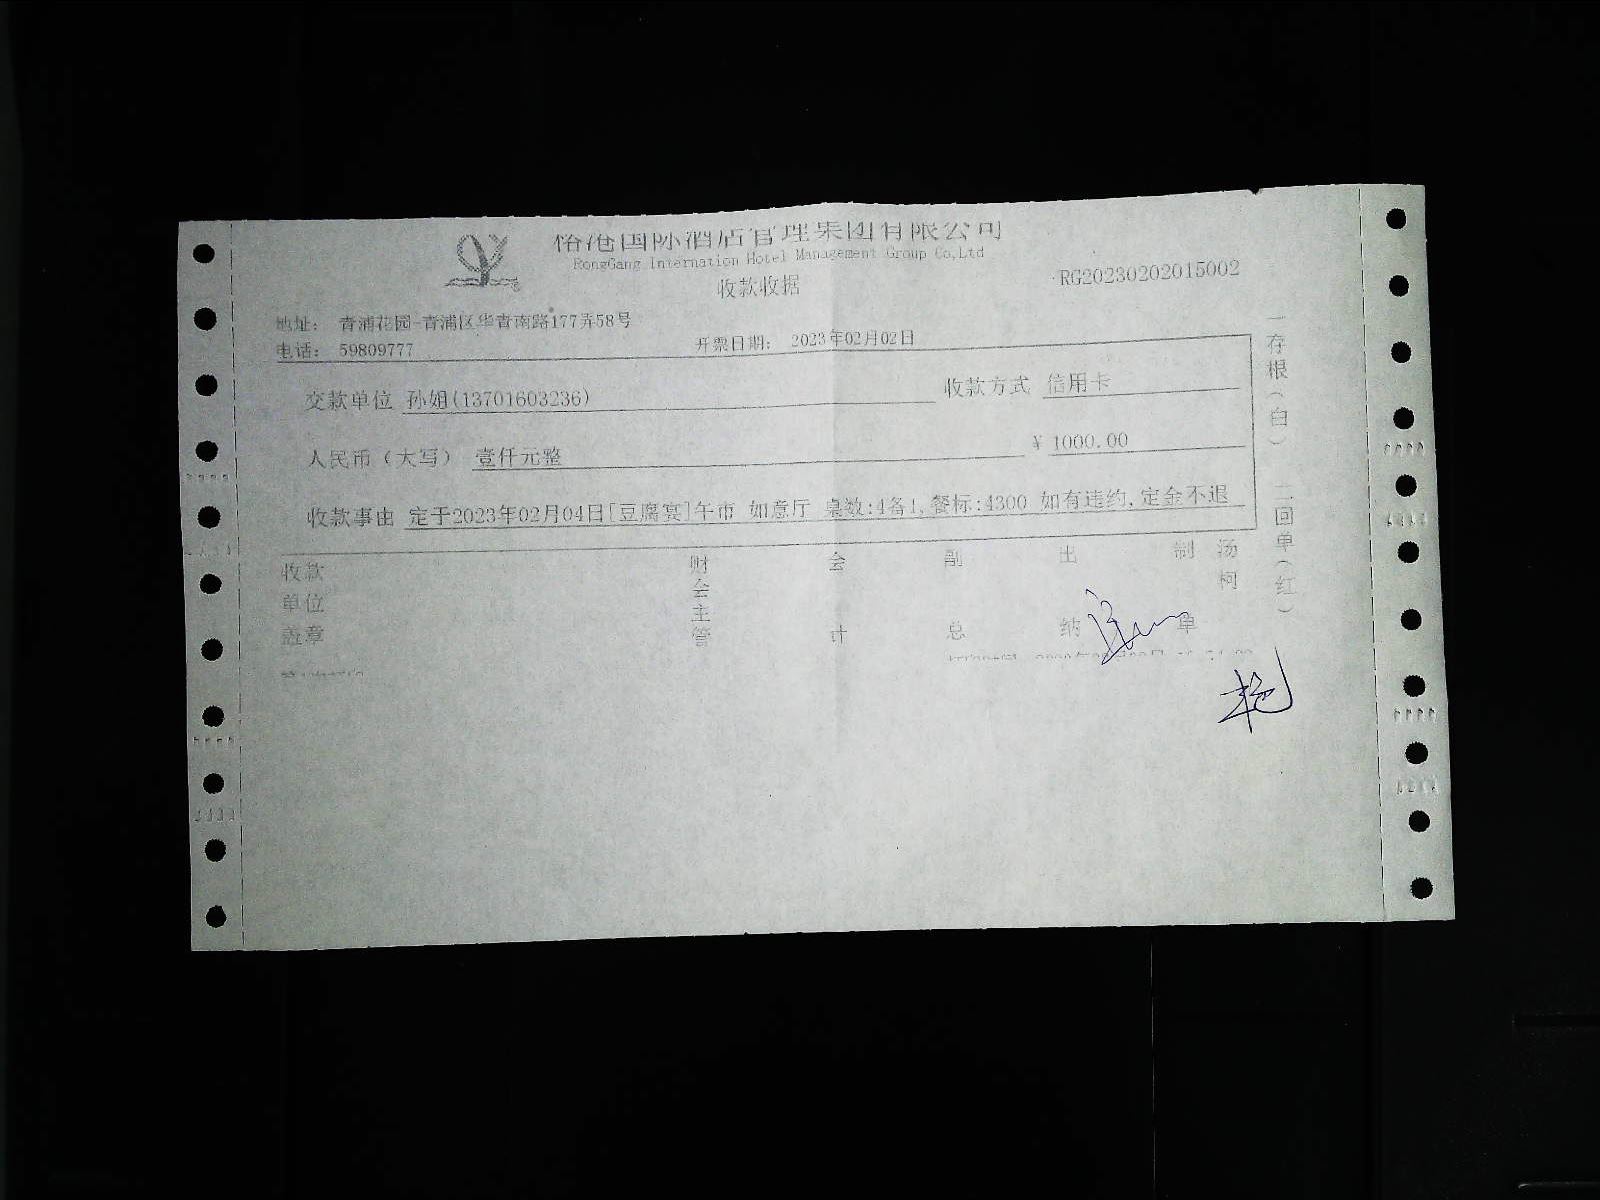 港国际酒店管理集团有限公司
RongGang Internation Hotel Management Group Co,Ltd
收款收据
RG20230202015002
地址： 青浦花园-青浦区华青南路177弄58号
电话： 59809777
开票日期： 2023年02月02日
交款单位 孙姐(13701603236)
收款方式 信用卡
人民币（大写） 壹仟元整
¥ 1000.00
收款事由 定于2023年02月04日[豆腐宴]午市 如意厅 桌数:4备1,餐标:4300 如有违约,定金不退
收款单位盖章
财会主管
会计
副总
出纳
制单
汤柯
一存根（白）
二回单（红）